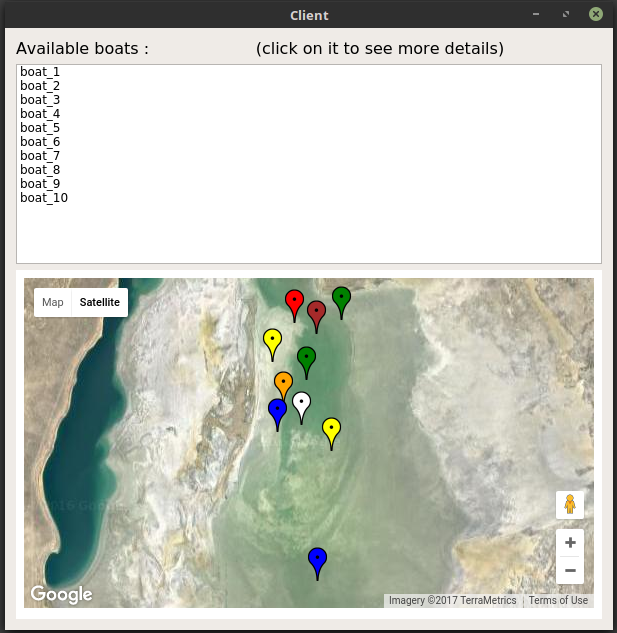 Client
Available boats : (click on it to see more details)
boat_1
boat_2
boat_3
boat_4
boat_5
boat_6
boat_7
boat_8
boat_9
boat_10
Map Satellite
+
−
Google
Imagery ©2017 TerraMetrics Terms of Use